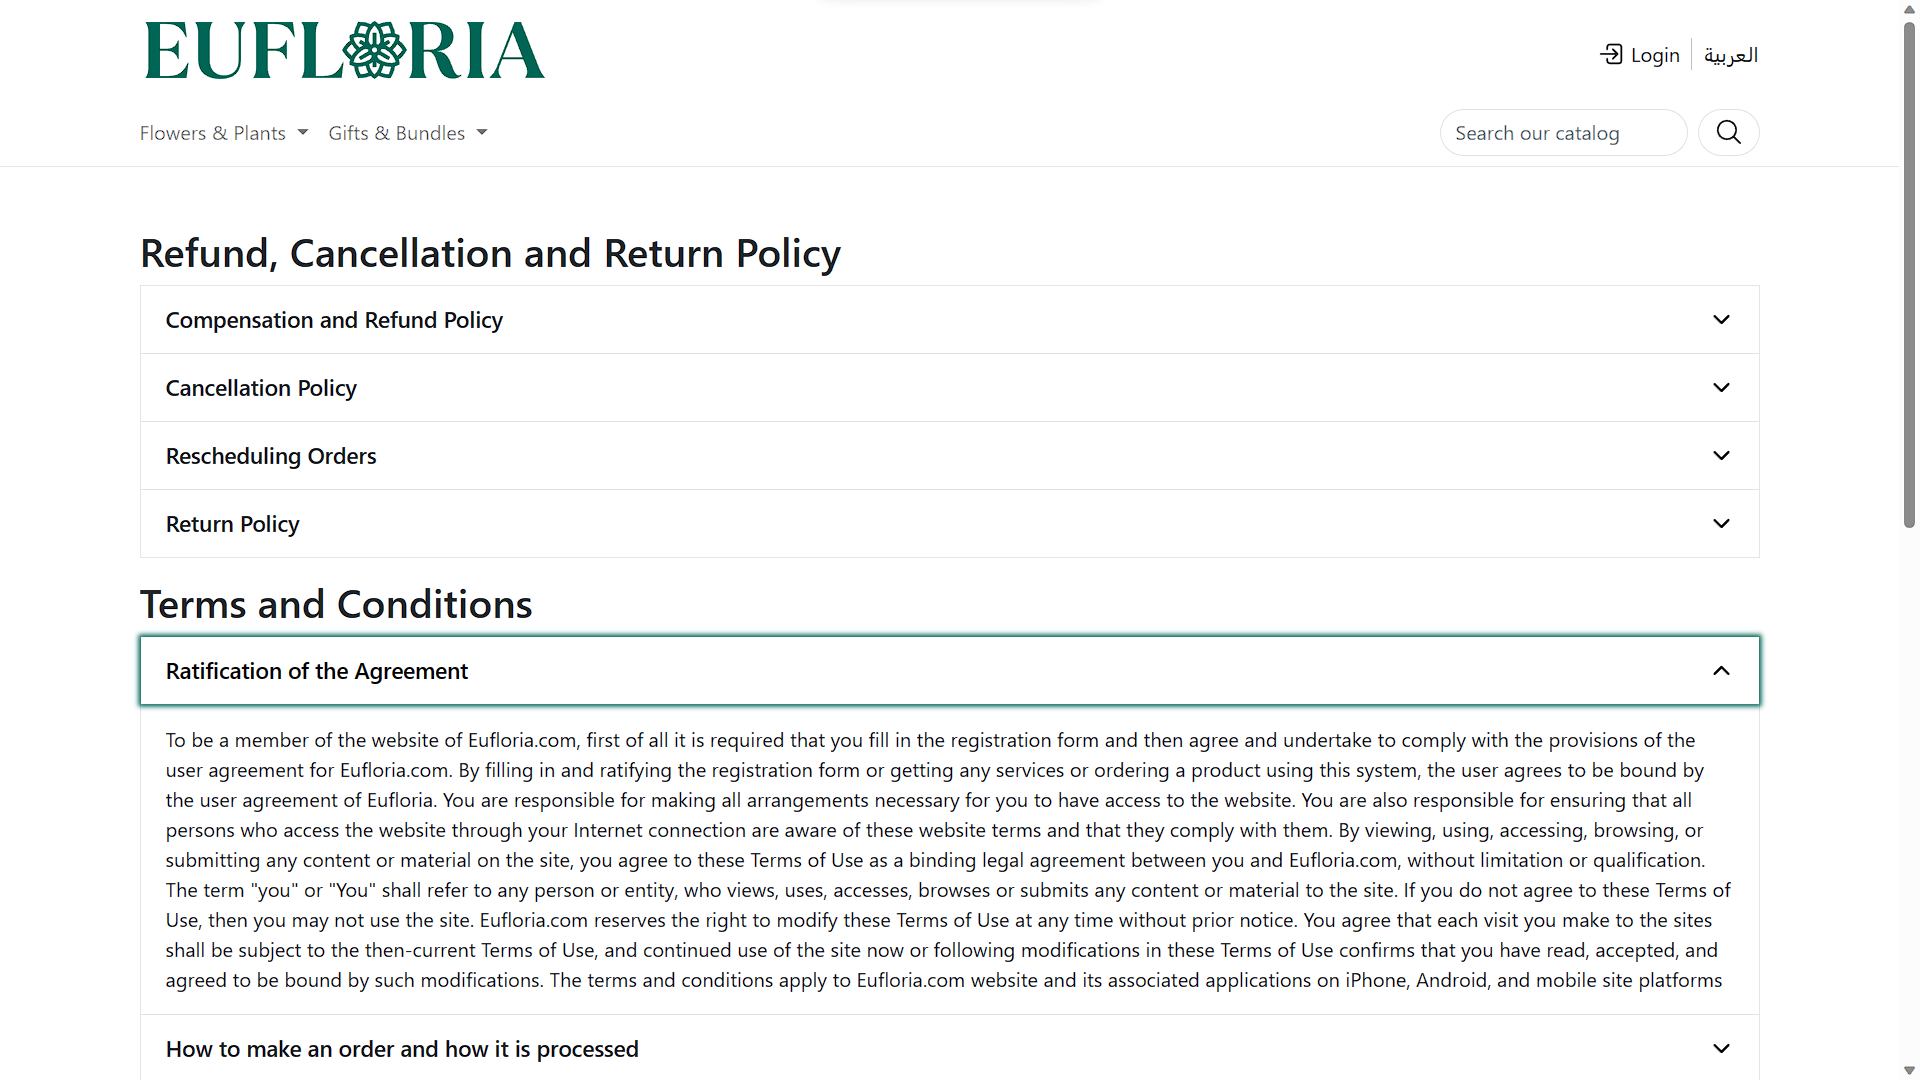 EUFLORIA
Login
العربية
Flowers & Plants
Gifts & Bundles
Search our catalog
Refund, Cancellation and Return Policy
Compensation and Refund Policy
Cancellation Policy
Rescheduling Orders
Return Policy
Terms and Conditions
Ratification of the Agreement
To be a member of the website of Eufloria.com, first of all it is required that you fill in the registration form and then agree and undertake to comply with the provisions of the
user agreement for Eufloria.com. By filling in and ratifying the registration form or getting any services or ordering a product using this system, the user agrees to be bound by
the user agreement of Eufloria. You are responsible for making all arrangements necessary for you to have access to the website. You are also responsible for ensuring that all
persons who access the website through your Internet connection are aware of these website terms and that they comply with them. By viewing, using, accessing, browsing, or
submitting any content or material on the site, you agree to these Terms of Use as a binding legal agreement between you and Eufloria.com, without limitation or qualification.
The term "you" or "You" shall refer to any person or entity, who views, uses, accesses, browses or submits any content or material to the site. If you do not agree to these Terms of
Use, then you may not use the site. Eufloria.com reserves the right to modify these Terms of Use at any time without prior notice. You agree that each visit you make to the sites
shall be subject to the then-current Terms of Use, and continued use of the site now or following modifications in these Terms of Use confirms that you have read, accepted, and
agreed to be bound by such modifications. The terms and conditions apply to Eufloria.com website and its associated applications on iPhone, Android, and mobile site platforms
How to make an order and how it is processed